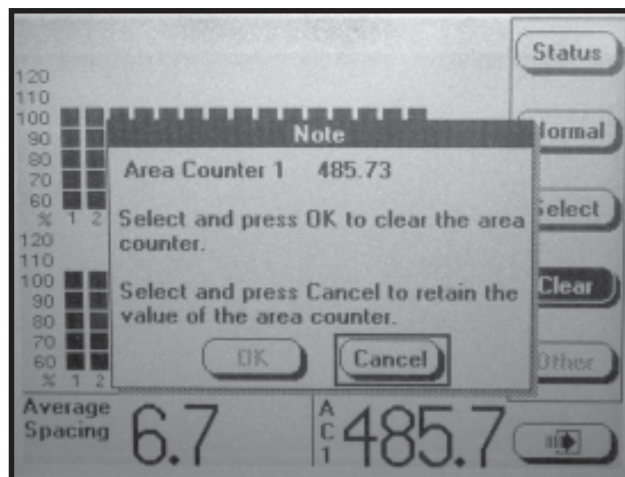 Status
120
110
100
90
80
70
60
% 1 2
Normal
Select
Clear
Other
Note
Area Counter 1 485.73
Select and press OK to clear the area
counter.
Select and press Cancel to retain the
value of the area counter.
OK
Cancel
120
110
100
90
80
70
60
% 1 2
Average
Spacing
6.7
AC1
485.7